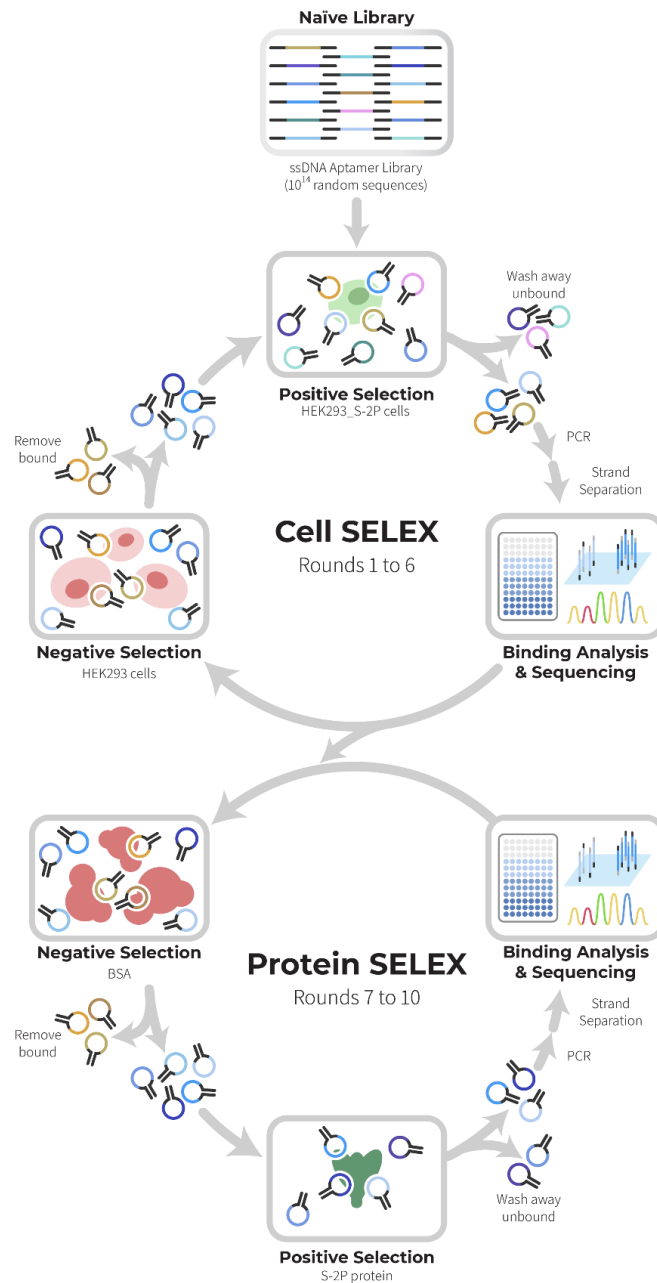 Naïve Library
ssDNA Aptamer Library
(10¹⁴ random sequences)
Wash away
unbound
Positive Selection
HEK293_S-2P cells
Remove
bound
PCR
Strand
Separation
Cell SELEX
Rounds 1 to 6
Negative Selection
HEK293 cells
Binding Analysis
& Sequencing
Negative Selection
BSA
Protein SELEX
Rounds 7 to 10
Binding Analysis
& Sequencing
Strand
Separation
Remove
bound
PCR
Wash away
unbound
Positive Selection
S-2P protein